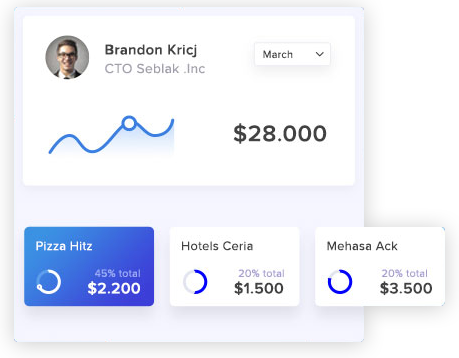 Brandon Kricj
CTO Seblak .Inc
March
$28.000
Pizza Hitz
45% total
$2.200
Hotels Ceria
20% total
$1.500
Mehasa Ack
20% total
$3.500